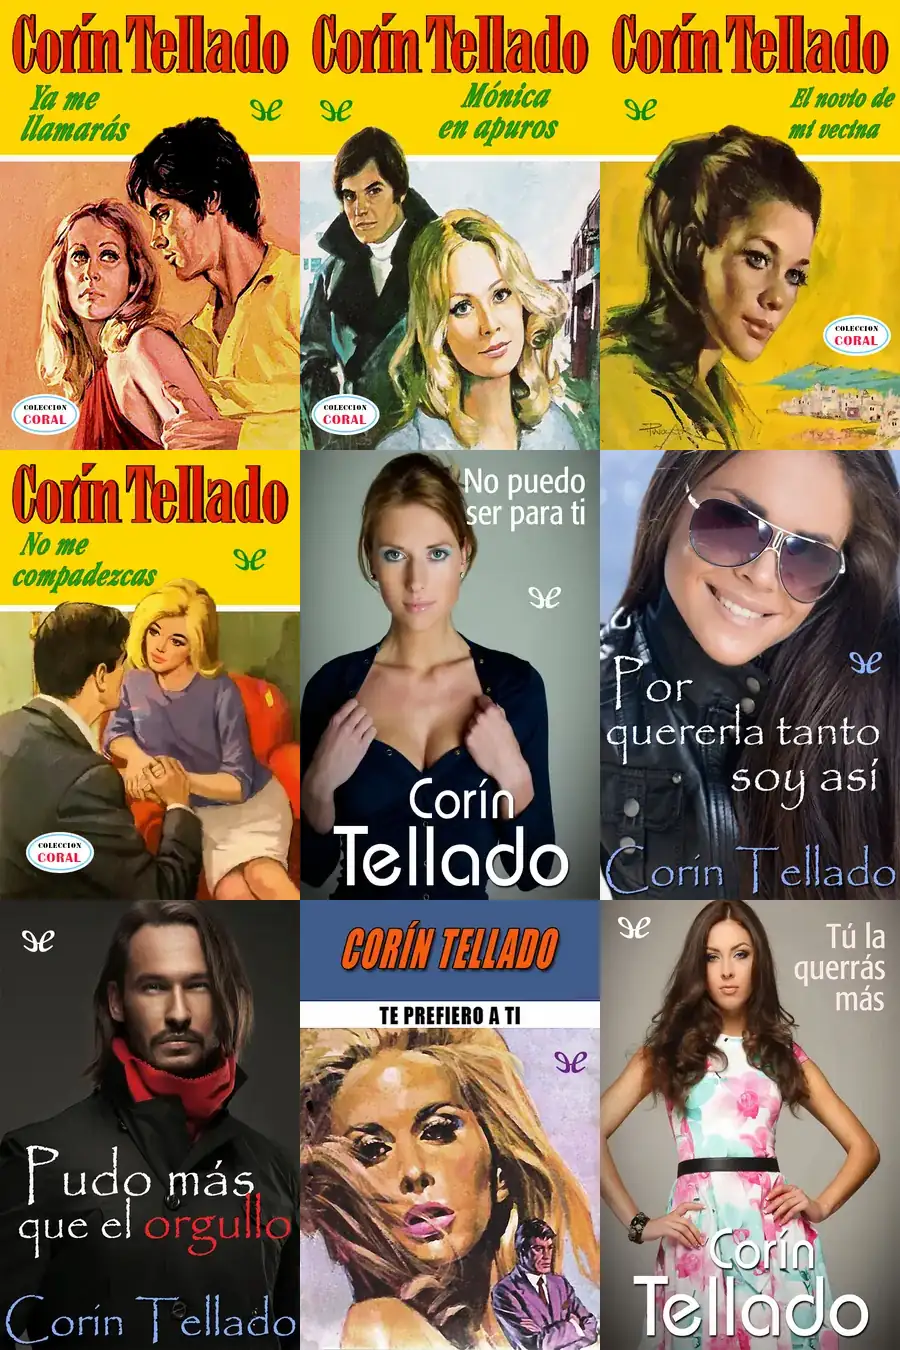 Corín Tellado
Ya me
llamarás
COLECCION
CORAL
Corín Tellado
Mónica
en apuros
COLECCION
CORAL
Corín Tellado
El novio de
mi vecina
COLECCION
CORAL
Corín Tellado
No me
compadezcas
COLECCION
CORAL
No puedo
ser para ti
Corín
Tellado
Por
quererla tanto
soy así
Corín Tellado
Pudo más
que el orgullo
Corín Tellado
CORÍN TELLADO
TE PREFIERO A TI
Tú la
querrás
más
Corín
Tellado